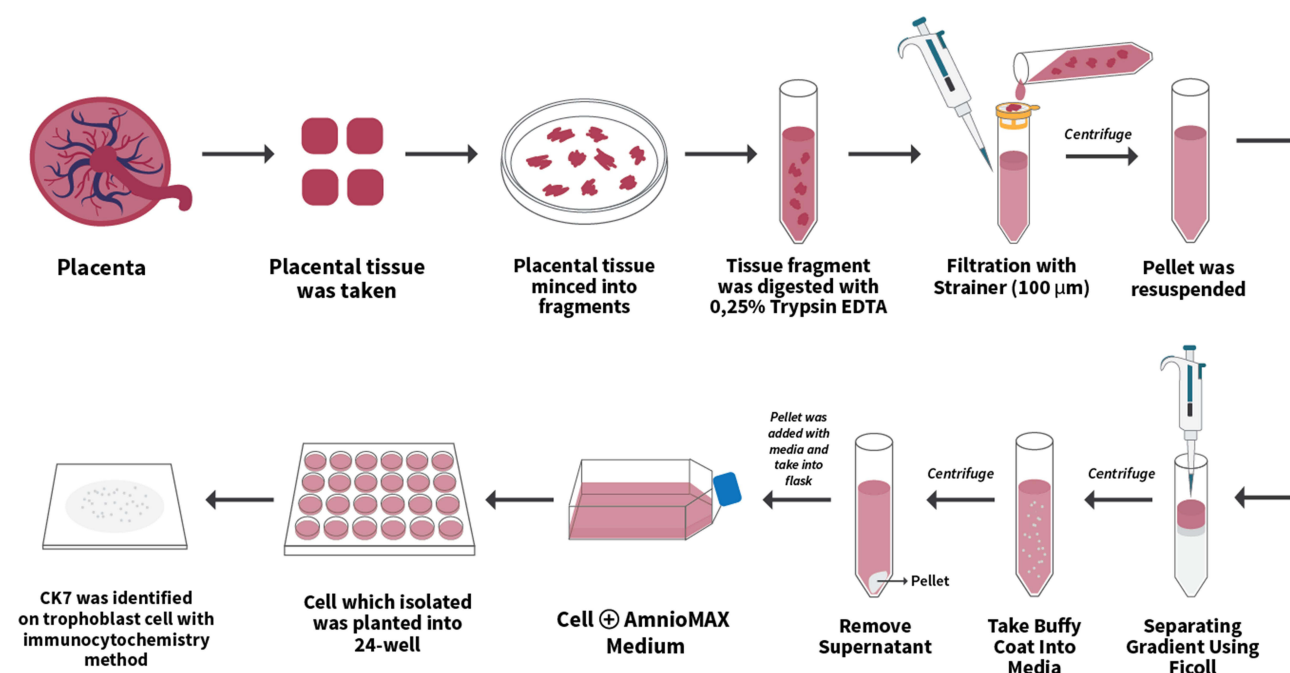 Placenta
Placental tissue
was taken
Placental tissue
minced into
fragments
Tissue fragment
was digested with
0,25% Trypsin EDTA
Filtration with
Strainer (100 μm)
Centrifuge
Pellet was
resuspended
Separating
Gradient Using
Ficoll
Centrifuge
Take Buffy
Coat Into
Media
Centrifuge
Pellet
Remove
Supernatant
Pellet was
added with
media and
take into
flask
Cell ⊕ AmnioMAX
Medium
Cell which isolated
was planted into
24-well
CK7 was identified
on trophoblast cell with
immunocytochemistry
method